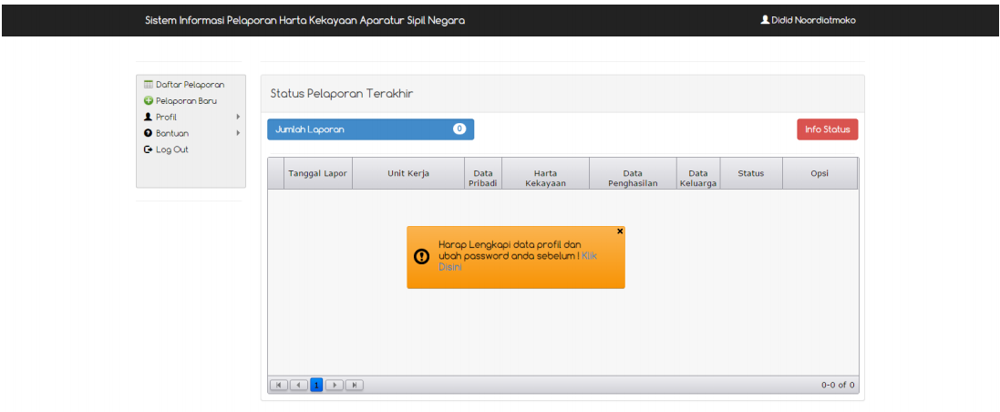 Sistem Informasi Pelaporan Harta Kekayaan Aparatur Sipil Negara
Didid Noordiatmoko
Daftar Pelaporan
Pelaporan Baru
Profil
Bantuan
Log Out
Status Pelaporan Terakhir
Jumlah Laporan 0
Info Status
Tanggal Lapor
Unit Kerja
Data
Pribadi
Harta
Kekayaan
Data
Penghasilan
Data
Keluarga
Status
Opsi
Harap Lengkapi data profil dan
ubah password anda sebelum ! Klik
Disini
1
0-0 of 0